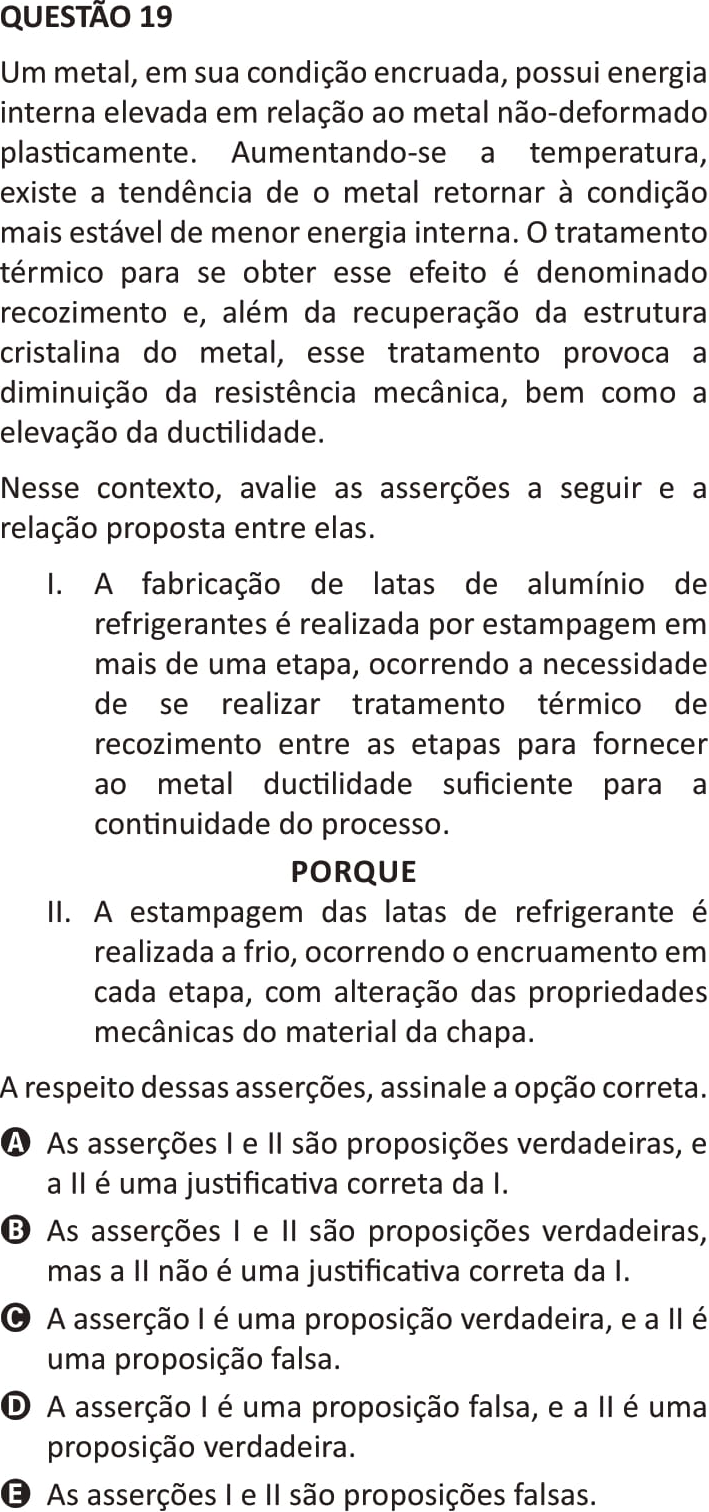 QUESTÃO 19
Um metal, em sua condição encruada, possui energia
interna elevada em relação ao metal não-deformado
plasticamente. Aumentando-se a temperatura,
existe a tendência de o metal retornar à condição
mais estável de menor energia interna. O tratamento
térmico para se obter esse efeito é denominado
recozimento e, além da recuperação da estrutura
cristalina do metal, esse tratamento provoca a
diminuição da resistência mecânica, bem como a
elevação da ductilidade.
Nesse contexto, avalie as asserções a seguir e a
relação proposta entre elas.
I. A fabricação de latas de alumínio de
refrigerantes é realizada por estampagem em
mais de uma etapa, ocorrendo a necessidade
de se realizar tratamento térmico de
recozimento entre as etapas para fornecer
ao metal ductilidade suficiente para a
continuidade do processo.
PORQUE
II. A estampagem das latas de refrigerante é
realizada a frio, ocorrendo o encruamento em
cada etapa, com alteração das propriedades
mecânicas do material da chapa.
A respeito dessas asserções, assinale a opção correta.
A As asserções I e II são proposições verdadeiras, e
a II é uma justificativa correta da I.
B As asserções I e II são proposições verdadeiras,
mas a II não é uma justificativa correta da I.
C A asserção I é uma proposição verdadeira, e a II é
uma proposição falsa.
D A asserção I é uma proposição falsa, e a II é uma
proposição verdadeira.
E As asserções I e II são proposições falsas.